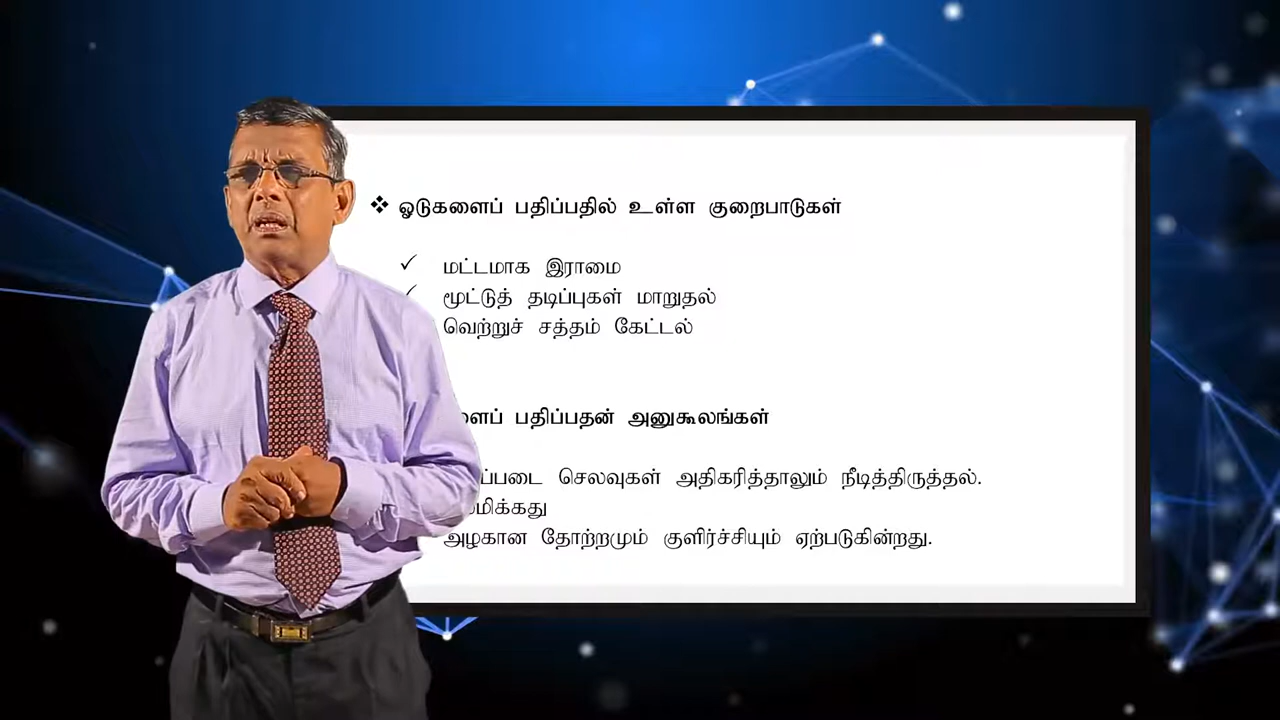 ஓடுகளைப் பதிப்பதில் உள்ள குறைபாடுகள்
மட்டமாக இராமை
மூட்டுத் தடிப்புகள் மாறுதல்
வெற்றுச் சத்தம் கேட்டல்
பதிப்பதன் அனுகூலங்கள்
செலவுகள் அதிகரித்தாலும் நீடித்திருத்தல்.
அழகான தோற்றமும் குளிர்ச்சியும் ஏற்படுகின்றது.